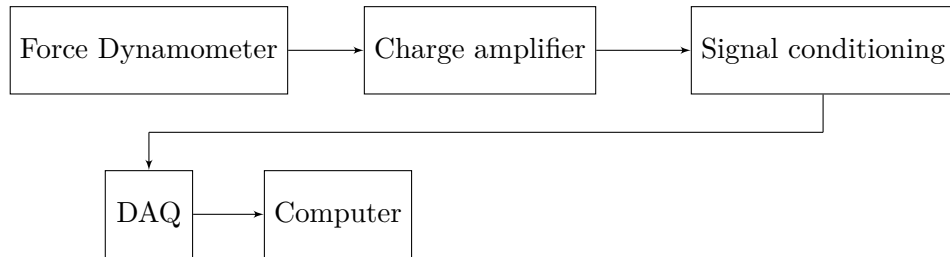 Force Dynamometer
Charge amplifier
Signal conditioning
DAQ
Computer